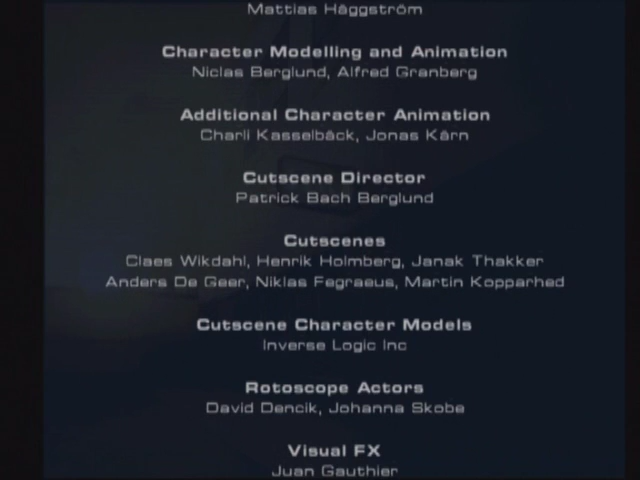 Mattias Häggström
Character Modelling and Animation
Niclas Berglund, Alfred Granberg
Additional Character Animation
Charli Kasselbäck, Jonas Kärn
Cutscene Director
Patrick Bach Berglund
Cutscenes
Claes Wikdahl, Henrik Holmberg, Janak Thakker
Anders De Geer, Niklas Fegraeus, Martin Kopparhed
Cutscene Character Models
Inverse Logic Inc
Rotoscope Actors
David Dencik, Johanna Skobe
Visual FX
Juan Gauthier